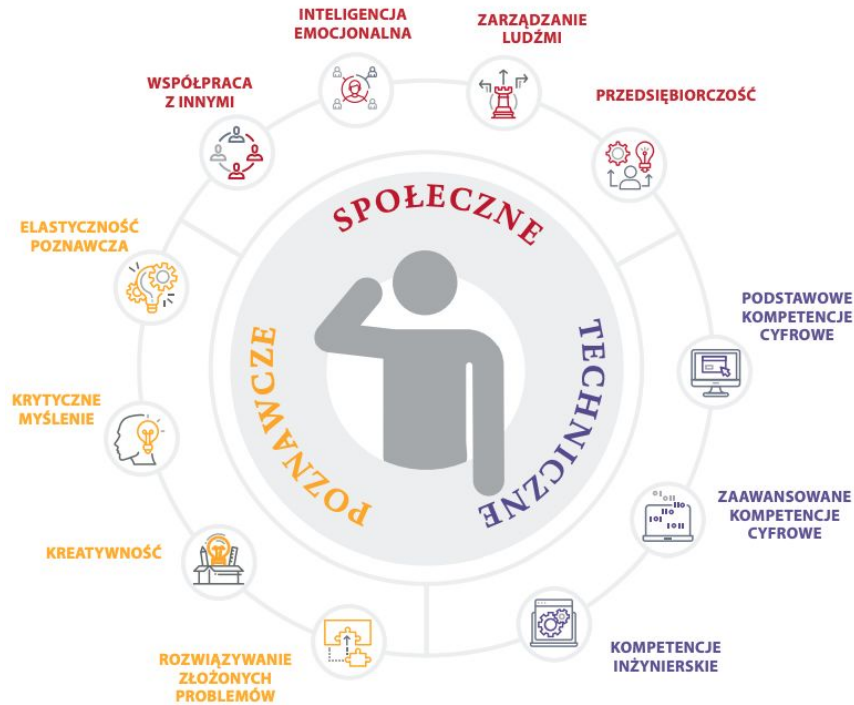 INTELIGENCJA
EMOCJONALNA
ZARZĄDZANIE
LUDŹMI
WSPÓŁPRACA
Z INNYMI
PRZEDSIĘBIORCZOŚĆ
SPOŁECZNE
ELASTYCZNOŚĆ
POZNAWCZA
PODSTAWOWE
KOMPETENCJE
CYFROWE
POZNAWCZE
TECHNICZNE
KRYTYCZNE
MYŚLENIE
ZAAWANSOWANE
KOMPETENCJE
CYFROWE
KREATYWNOŚĆ
KOMPETENCJE
INŻYNIERSKIE
ROZWIĄZYWANIE
ZŁOŻONYCH
PROBLEMÓW